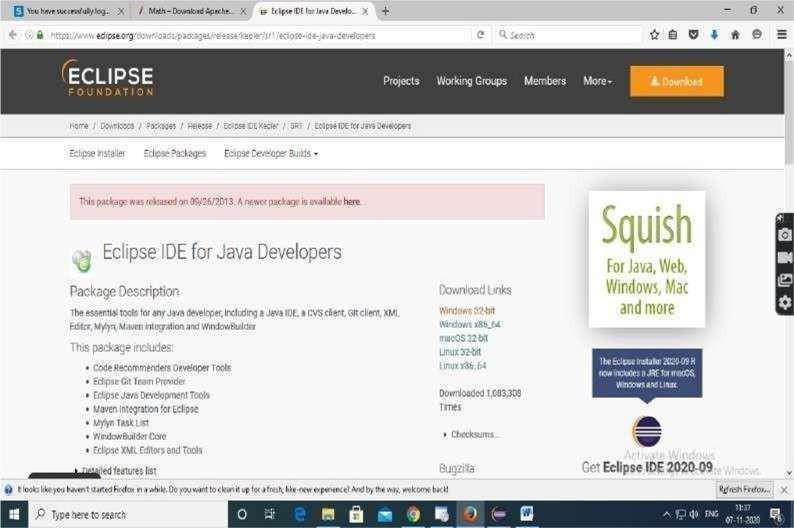 You have successfully log...
Math – Download Apache...
Eclipse IDE for Java Develo...
https://www.eclipse.org/downloads/packages/release/kepler/sr1/eclipse-ide-java-developers
Search
ECLIPSE
FOUNDATION
Projects Working Groups Members More Download
Home / Downloads / Packages / Release / Eclipse IDE Kepler / SR1 / Eclipse IDE for Java Developers
Eclipse Installer Eclipse Packages Eclipse Developer Builds
This package was released on 09/26/2013. A newer package is available here.
Eclipse IDE for Java Developers
Package Description
The essential tools for any Java developer, including a Java IDE, a CVS client, Git client, XML
Editor, Mylyn, Maven integration and WindowBuilder
This package includes:
Code Recommenders Developer Tools
Eclipse Git Team Provider
Eclipse Java Development Tools
Maven Integration for Eclipse
Mylyn Task List
WindowBuilder Core
Eclipse XML Editors and Tools
Detailed features list
Download Links
Windows 32-bit
Windows x86_64
macOS 32-bit
Linux 32-bit
Linux x86_64
Downloaded 1,083,308
Times
Checksums...
Bugzilla
Squish
For Java, Web,
Windows, Mac
and more
The Eclipse Installer 2020-09 R
now includes a JRE for macOS,
Windows and Linux.
Activate Windows
Get Eclipse IDE 2020-09
Windows.
It looks like you haven't started Firefox in a while. Do you want to clean it up for a fresh, like-new experience? And by the way, welcome back!
Refresh Firefox...
Type here to search
ENG
11:37
07-11-2020